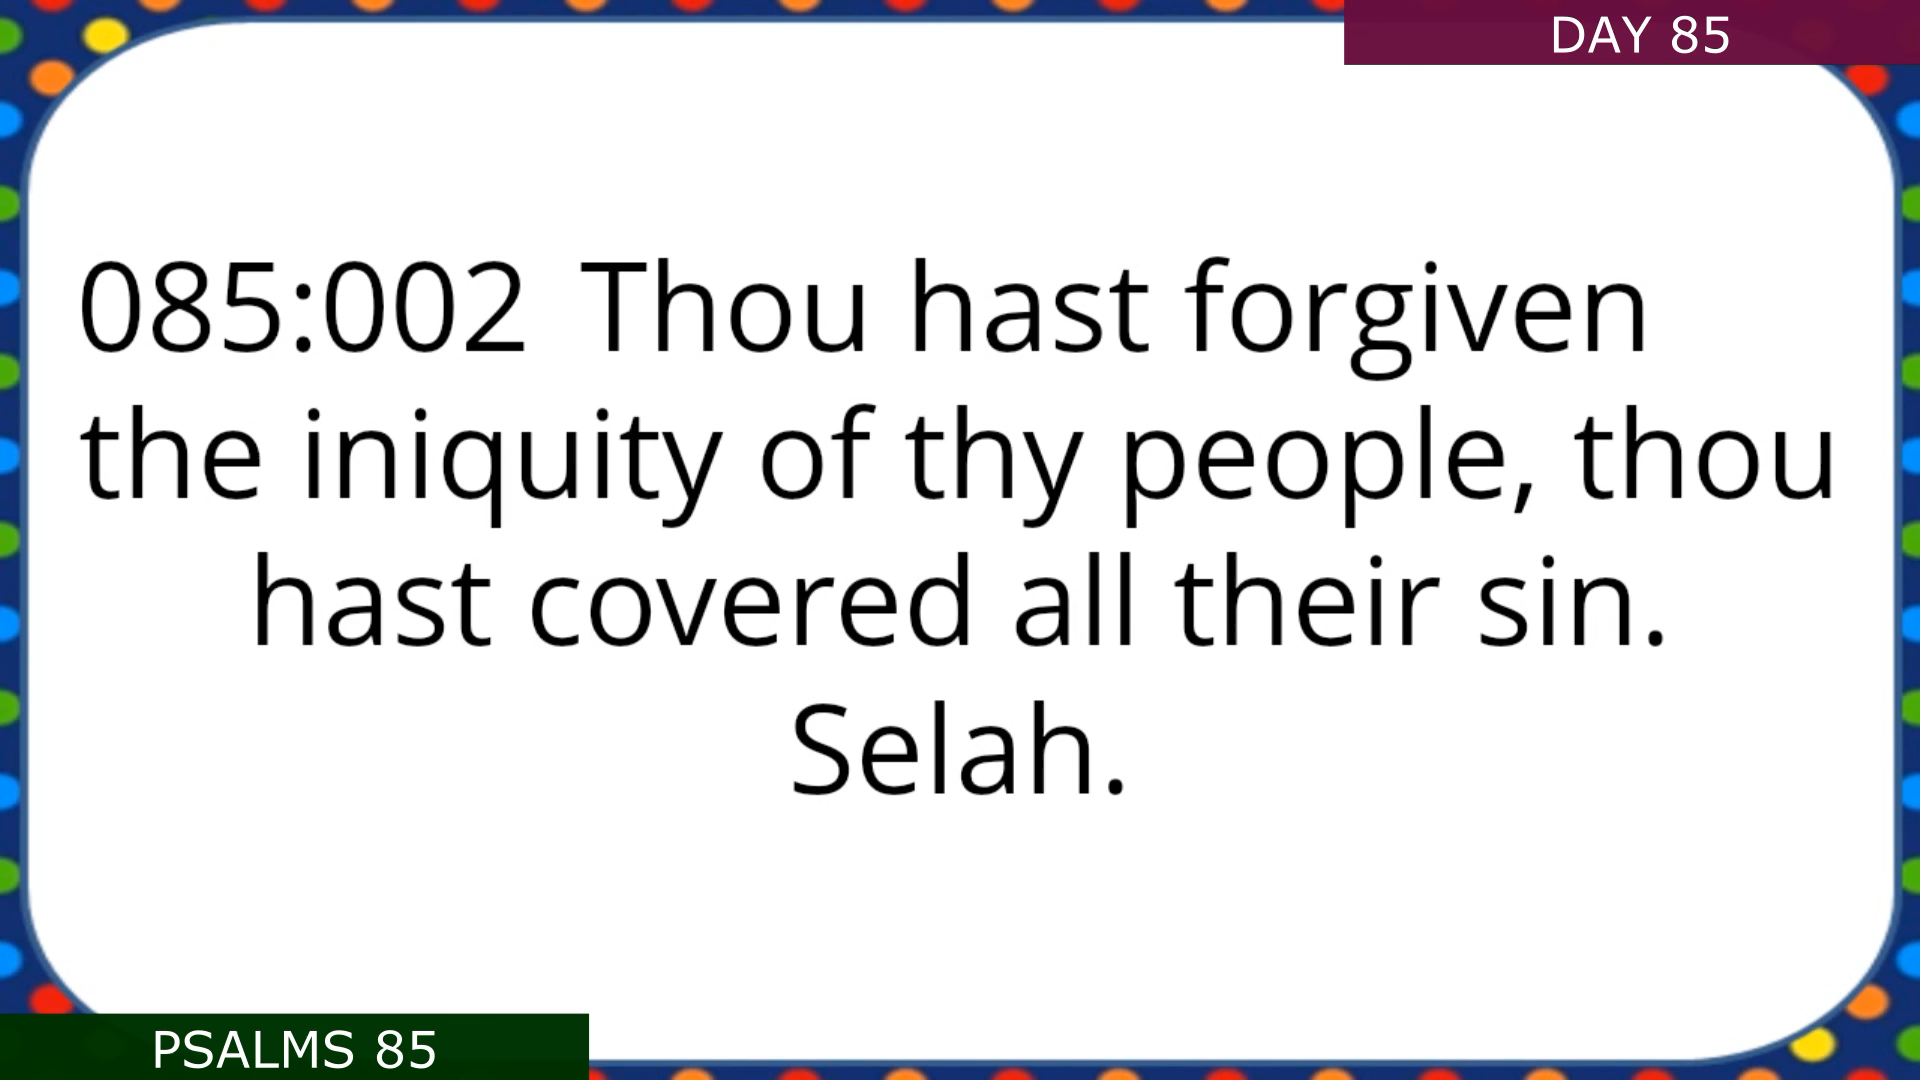 DAY 85
085:002 Thou hast forgiven
the iniquity of thy people, thou
hast covered all their sin.
Selah.
PSALMS 85